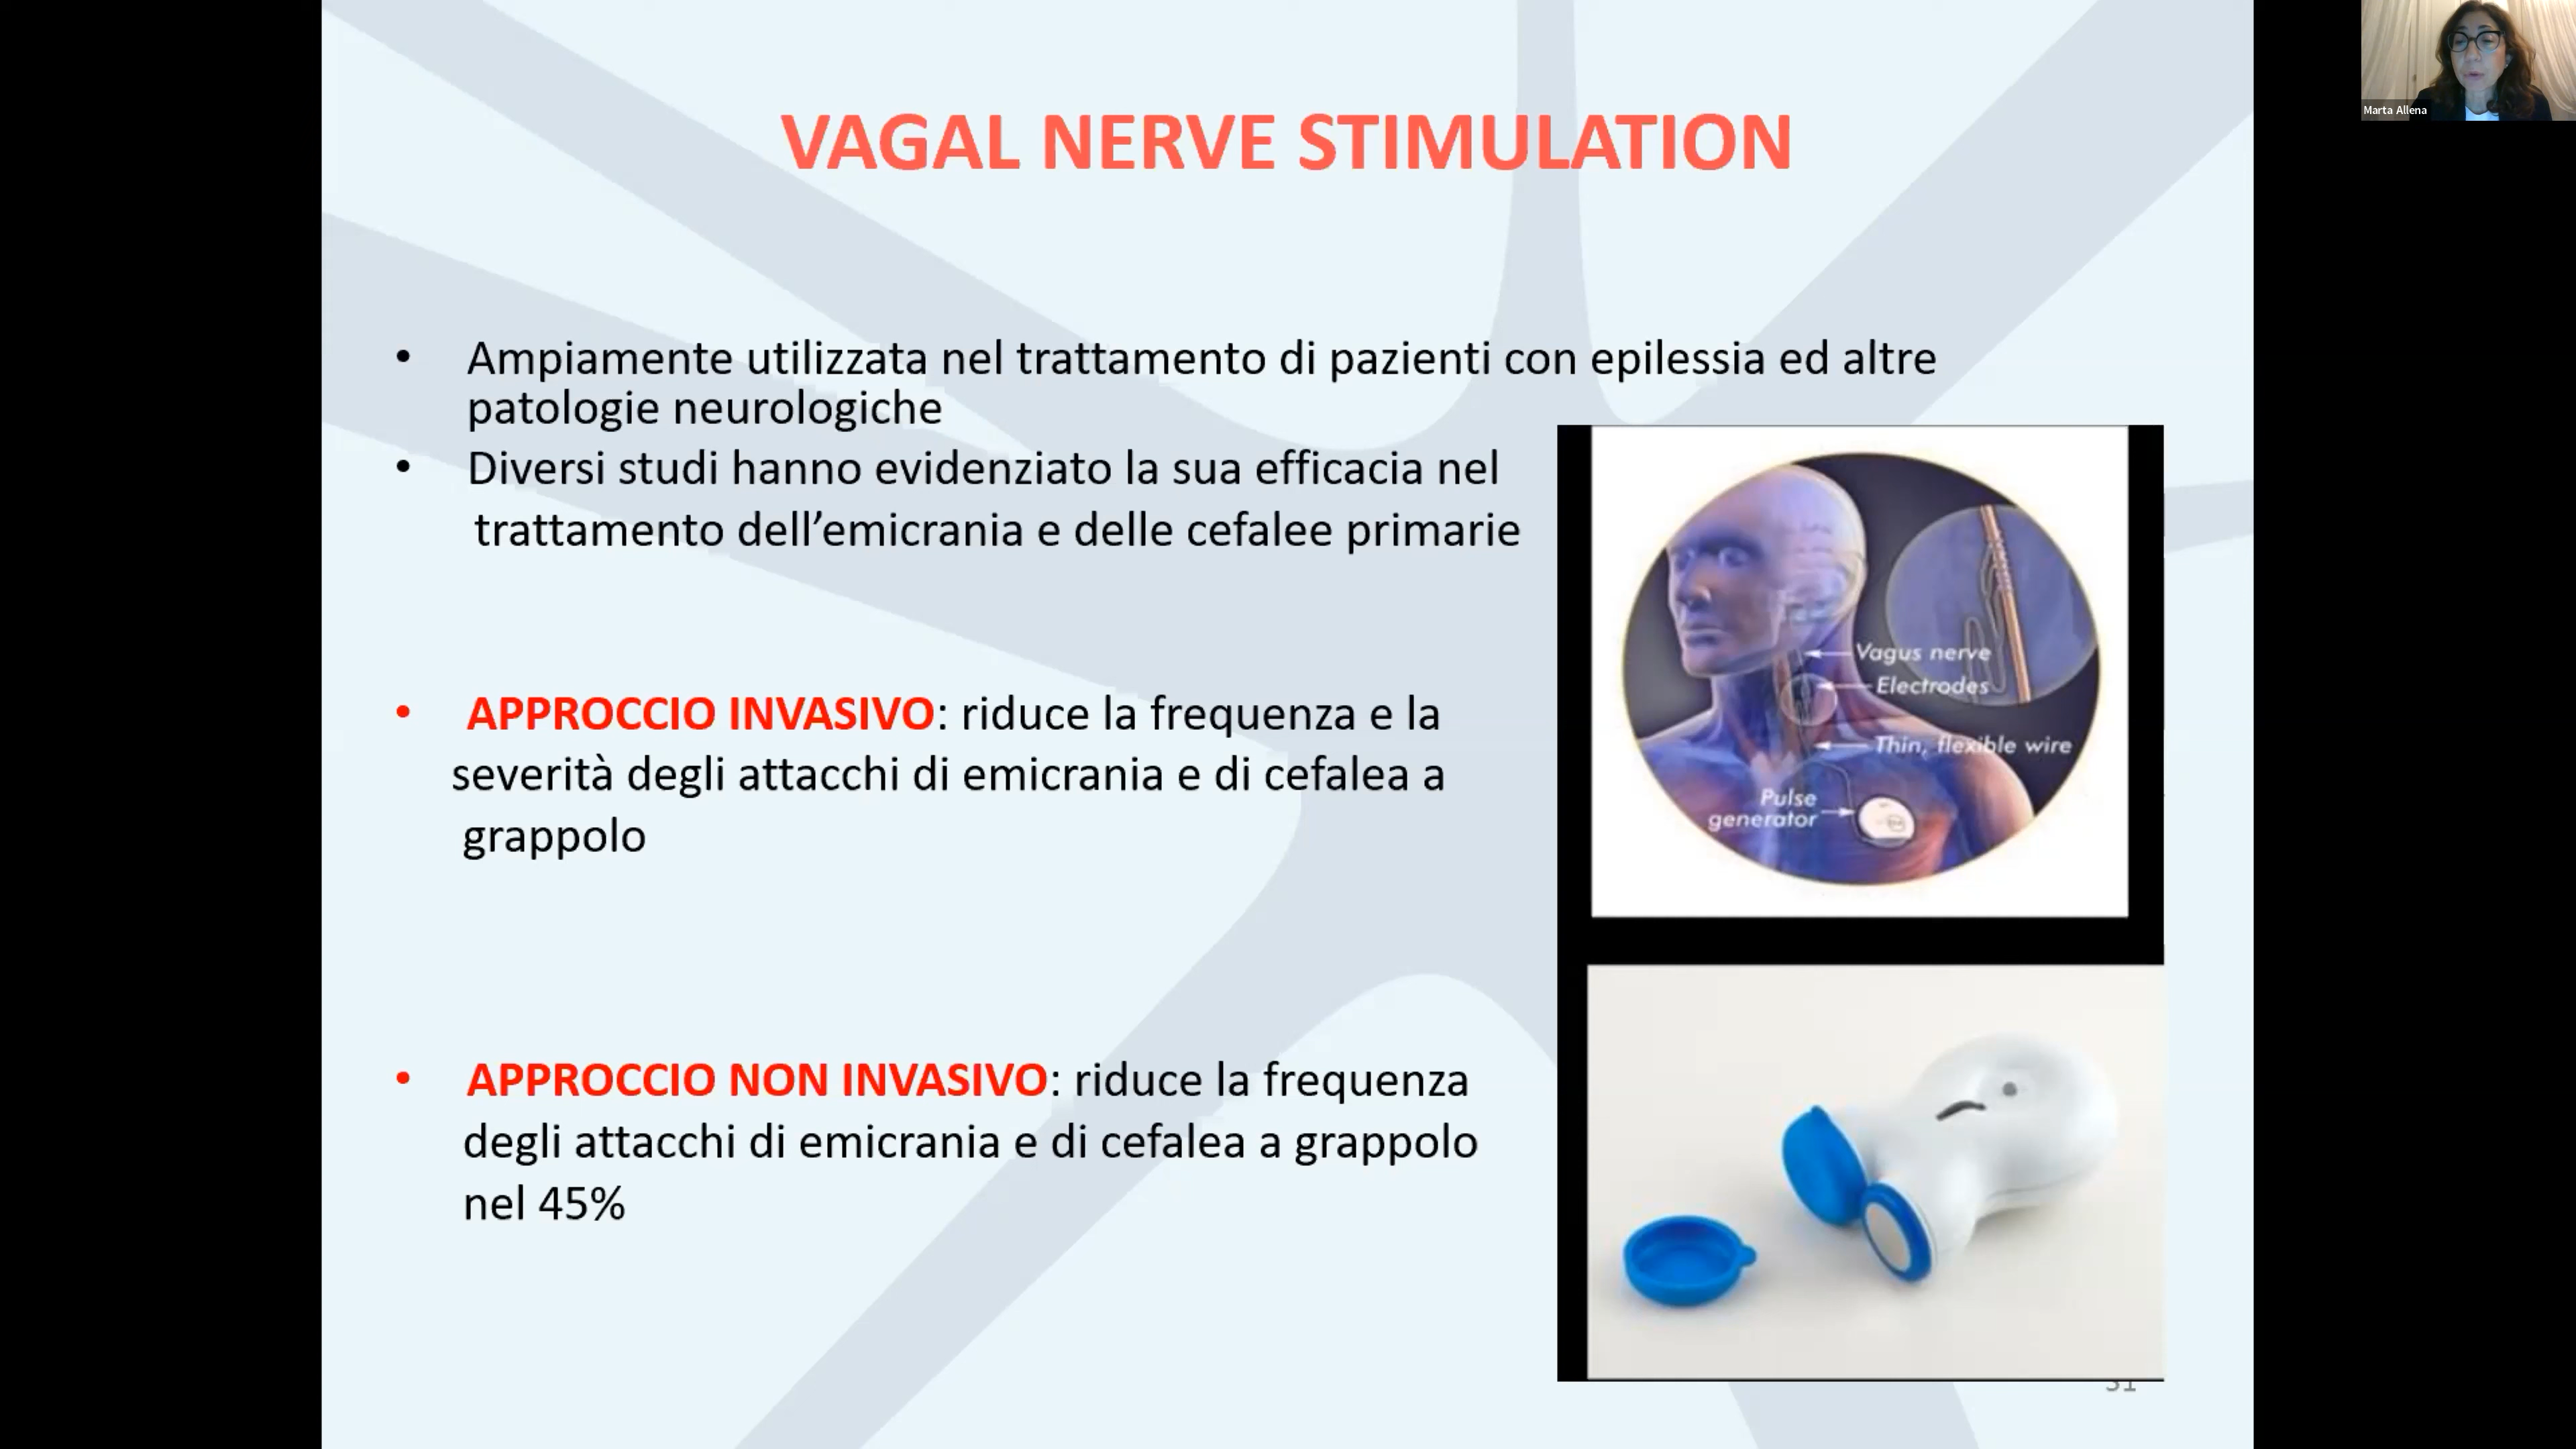 Marta Allena
VAGAL NERVE STIMULATION
• Ampiamente utilizzata nel trattamento di pazienti con epilessia ed altre
patologie neurologiche
• Diversi studi hanno evidenziato la sua efficacia nel
trattamento dell’emicrania e delle cefalee primarie
• APPROCCIO INVASIVO: riduce la frequenza e la
severità degli attacchi di emicrania e di cefalea a
grappolo
• APPROCCIO NON INVASIVO: riduce la frequenza
degli attacchi di emicrania e di cefalea a grappolo
nel 45%
Vagus nerve
Electrodes
Thin, flexible wire
Pulse
generator